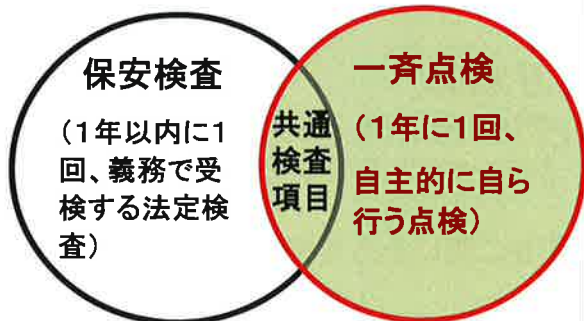 保安検査
（１年以内に１
回、義務で受
検する法定検
査）
共通
検査
項目
一斉点検
（１年に１回、
自主的に自ら
行う点検）